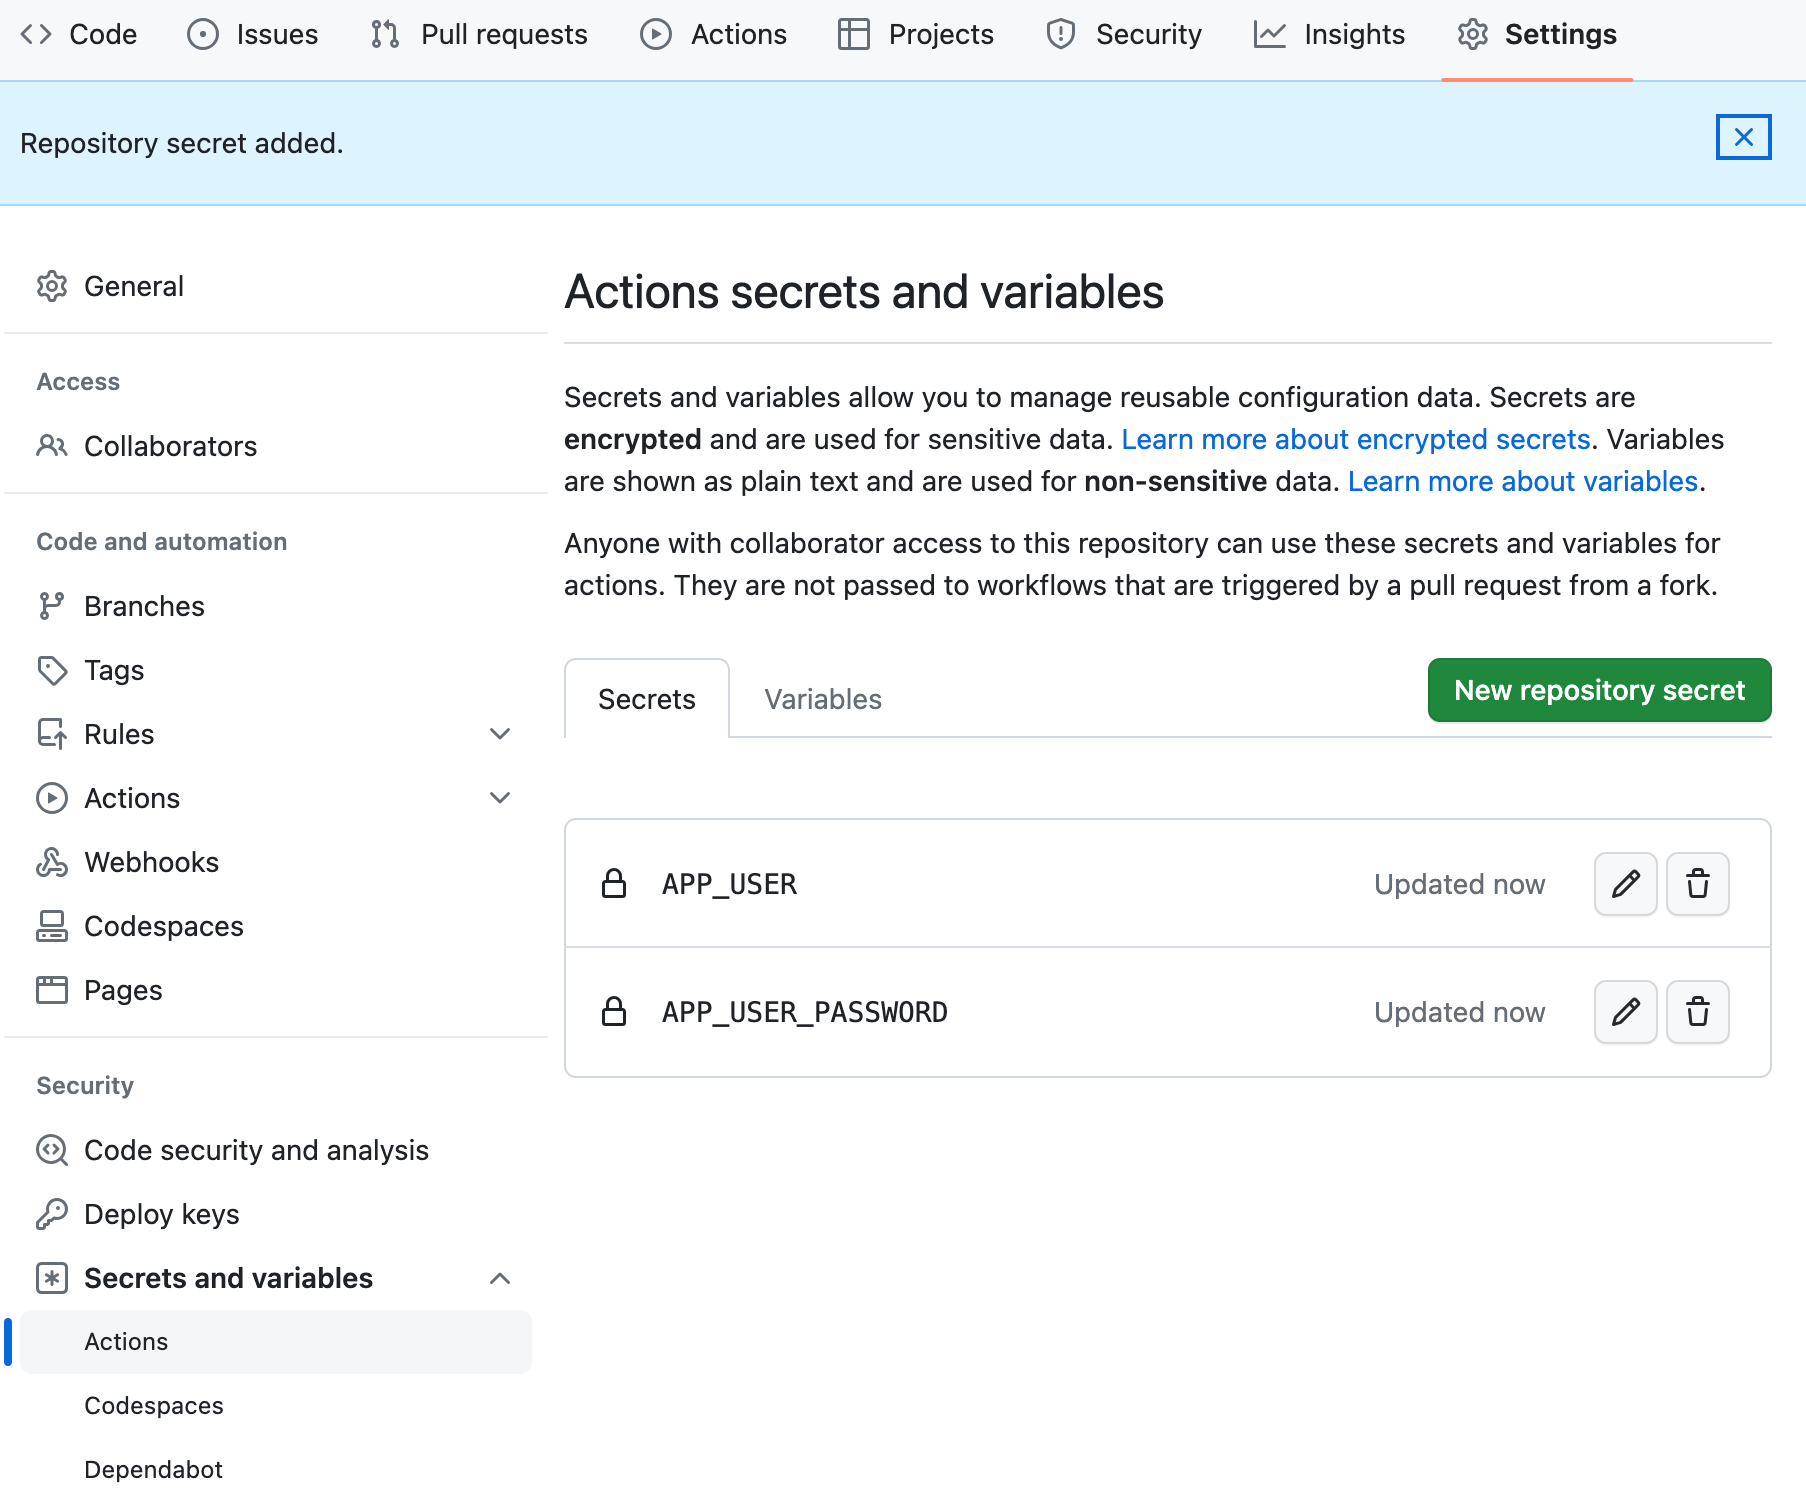 Code Issues Pull requests Actions Projects Security Insights Settings
Repository secret added.
General
Access
Collaborators
Code and automation
Branches
Tags
Rules
Actions
Webhooks
Codespaces
Pages
Security
Code security and analysis
Deploy keys
Secrets and variables
Actions
Codespaces
Dependabot
Actions secrets and variables
Secrets and variables allow you to manage reusable configuration data. Secrets are
encrypted and are used for sensitive data. Learn more about encrypted secrets. Variables
are shown as plain text and are used for non-sensitive data. Learn more about variables.
Anyone with collaborator access to this repository can use these secrets and variables for
actions. They are not passed to workflows that are triggered by a pull request from a fork.
Secrets Variables New repository secret
APP_USER Updated now
APP_USER_PASSWORD Updated now